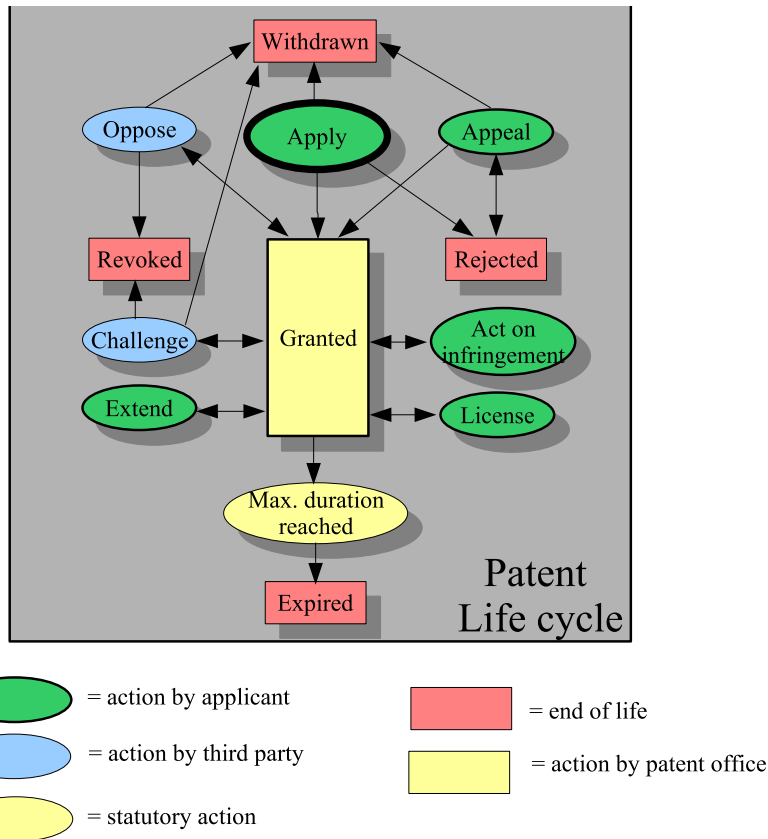 Withdrawn
Oppose
Apply
Appeal
Revoked
Rejected
Granted
Challenge
Act on
infringement
Extend
License
Max. duration
reached
Expired
Patent
Life cycle
= action by applicant
= end of life
= action by third party
= action by patent office
= statutory action